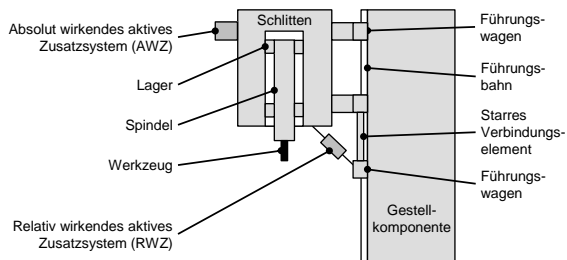 Absolut wirkendes aktives
Zusatzsystem (AWZ)
Lager
Spindel
Werkzeug
Relativ wirkendes aktives
Zusatzsystem (RWZ)
Schlitten
Führungs-
wagen
Führungs-
bahn
Starres
Verbindungs-
element
Führungs-
wagen
Gestell-
komponente